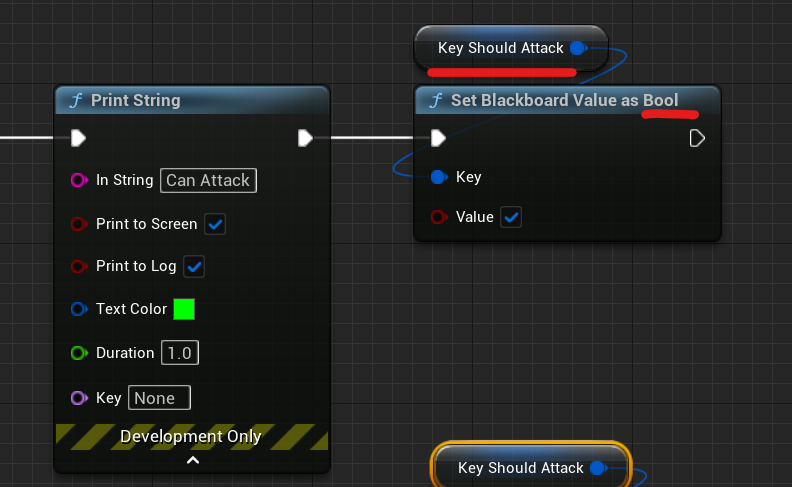 Key Should Attack
Print String
Set Blackboard Value as Bool
In String Can Attack
Key
Print to Screen
Value
Print to Log
Text Color
Duration 1.0
Key None
Development Only
Key Should Attack